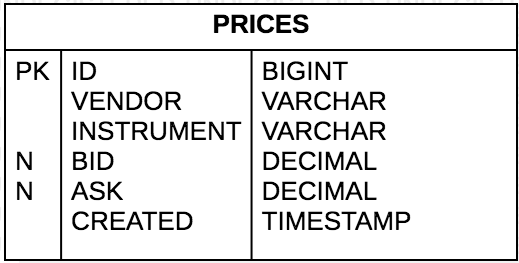 PRICES
PK ID BIGINT
VENDOR VARCHAR
INSTRUMENT VARCHAR
N BID DECIMAL
N ASK DECIMAL
CREATED TIMESTAMP